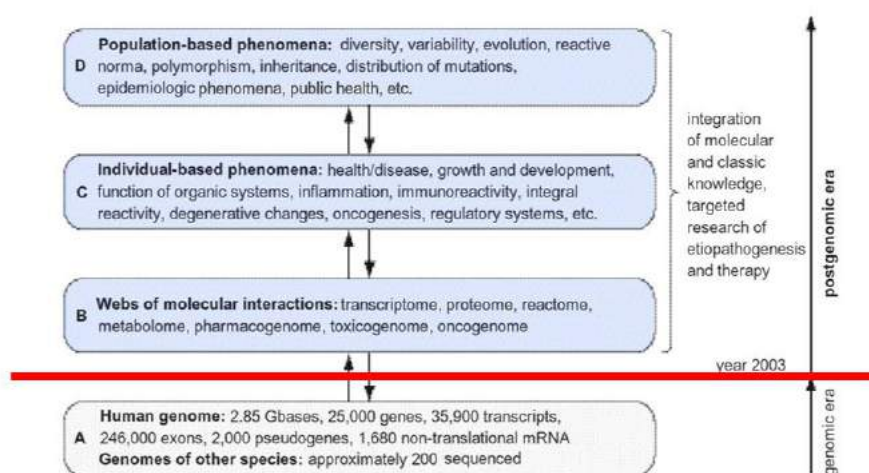 Population-based phenomena: diversity, variability, evolution, reactive
D norma, polymorphism, inheritance, distribution of mutations,
epidemiologic phenomena, public health, etc.
Individual-based phenomena: health/disease, growth and development,
C function of organic systems, inflammation, immunoreactivity, integral
reactivity, degenerative changes, oncogenesis, regulatory systems, etc.
Webs of molecular interactions: transcriptome, proteome, reactome,
B metabolome, pharmacogenome, toxicogenome, oncogenome
integration
of molecular
and classic
knowledge,
targeted
research of
etiopathogenesis
and therapy
postgenomic era
year 2003
Human genome: 2.85 Gbases, 25,000 genes, 35,900 transcripts,
A 246,000 exons, 2,000 pseudogenes, 1,680 non-translational mRNA
Genomes of other species: approximately 200 sequenced
genomic era